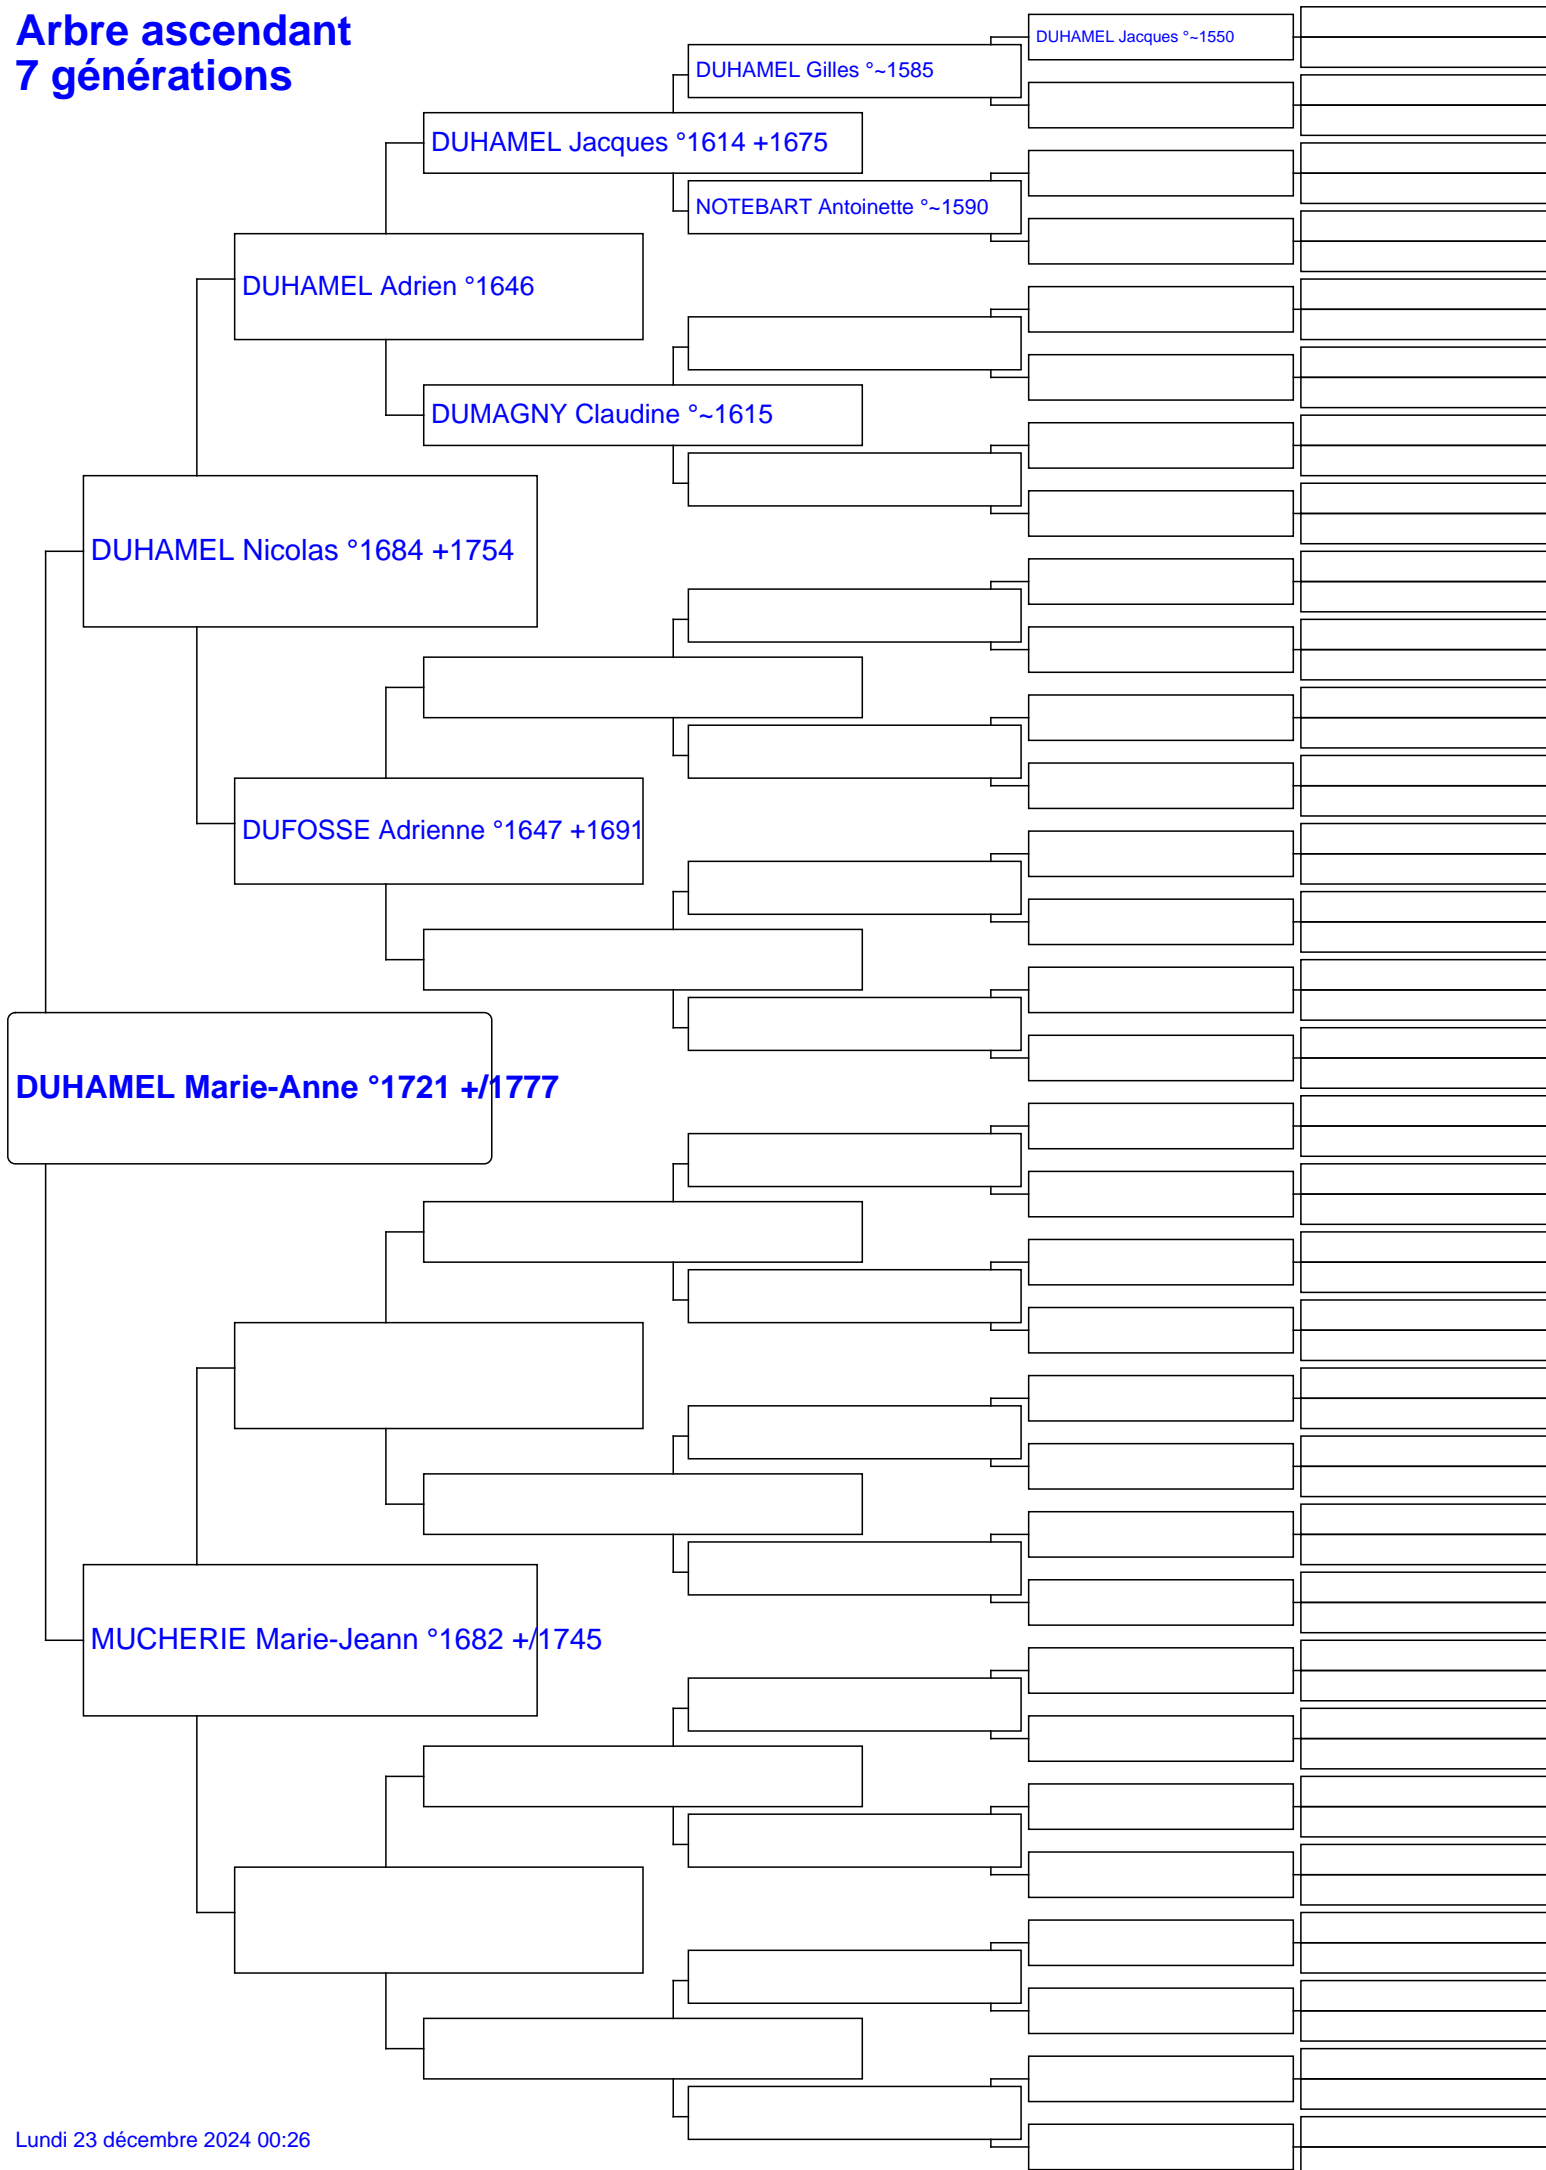 Arbre ascendant
7 générations
DUHAMEL Jacques °~1550
DUHAMEL Gilles °~1585
DUHAMEL Jacques °1614 +1675
NOTEBART Antoinette °~1590
DUHAMEL Adrien °1646
DUMAGNY Claudine °~1615
DUHAMEL Nicolas °1684 +1754
DUFOSSE Adrienne °1647 +1691
DUHAMEL Marie-Anne °1721 +/1777
MUCHERIE Marie-Jeann °1682 +/1745
Lundi 23 décembre 2024 00:26